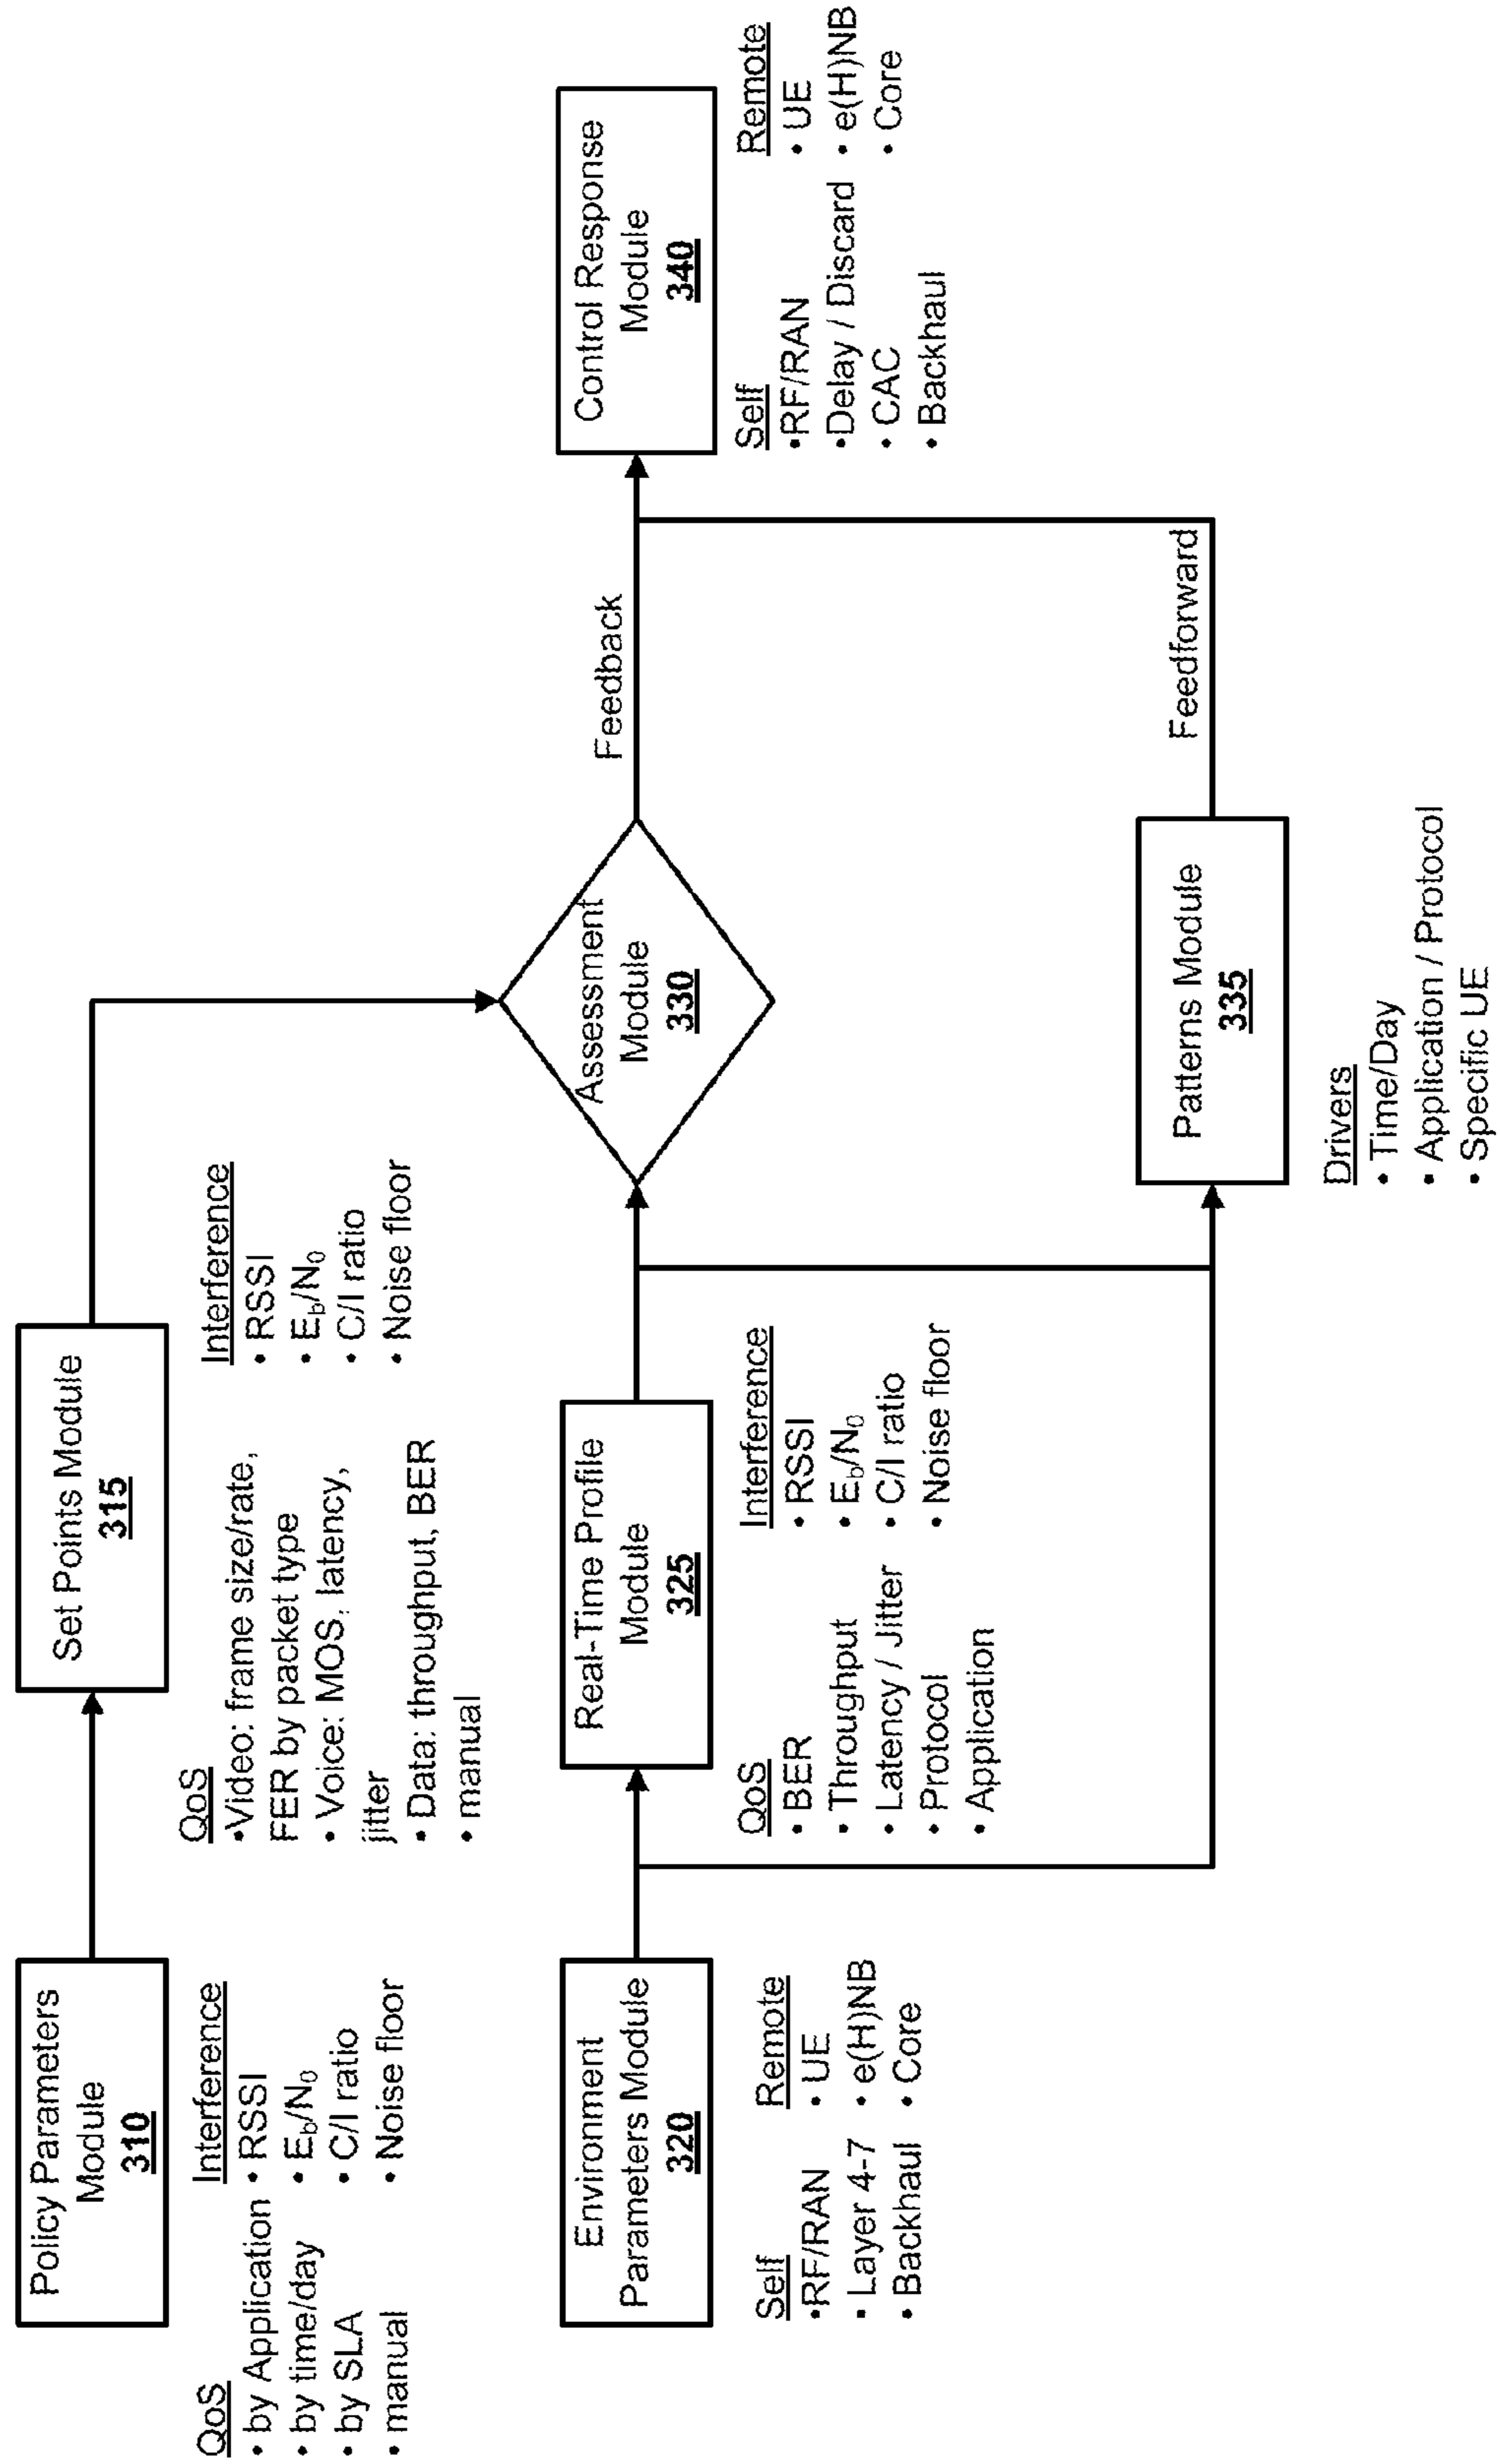 Policy Parameters
Module
310
QoS
• by Application
• by time/day
• by SLA
• manual
Interference
• RSSI
• Eb/N0
• C/I ratio
• Noise floor
Set Points Module
315
QoS
•Video: frame size/rate,
FER by packet type
• Voice: MOS, latency,
jitter
• Data: throughput, BER
• manual
Interference
• RSSI
• Eb/N0
• C/I ratio
• Noise floor
Environment
Parameters Module
320
Self
•RF/RAN
• Layer 4-7
• Backhaul
Remote
• UE
• e(H)NB
• Core
Real-Time Profile
Module
325
QoS
• BER
• Throughput
• Latency / Jitter
• Protocol
• Application
Interference
• RSSI
• Eb/N0
• C/I ratio
• Noise floor
Assessment
Module
330
Feedback
Control Response
Module
340
Self
•RF/RAN
•Delay / Discard
• CAC
• Backhaul
Remote
• UE
• e(H)NB
• Core
Patterns Module
335
Drivers
• Time/Day
• Application / Protocol
• Specific UE
Feedforward